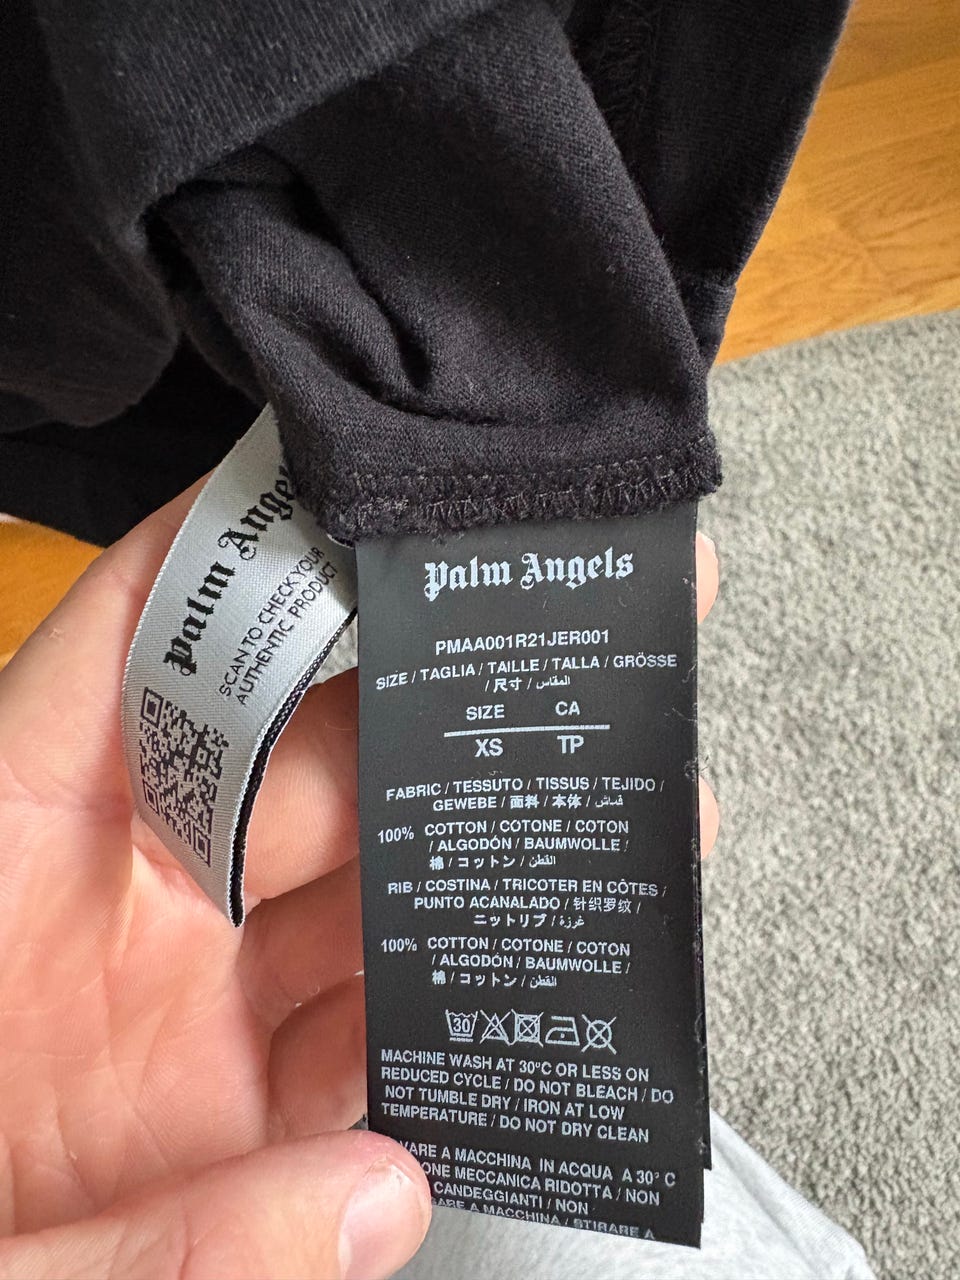 Palm Angels
SCAN TO CHECK YOUR
AUTHENTIC PRODUCT
Palm Angels
PMAA001R21JER001
SIZE / TAGLIA / TAILLE / TALLA / GRÖSSE
/ 尺寸 / المقاس
SIZE CA
XS TP
FABRIC / TESSUTO / TISSUS / TEJIDO /
GEWEBE / 面料 / 本体 / قماش
100% COTTON / COTONE / COTON
/ ALGODÓN / BAUMWOLLE /
棉 / コットン / القطن
RIB / COSTINA / TRICOTER EN CÔTES /
PUNTO ACANALADO / 针织罗纹 /
ニットリブ / غرزة
100% COTTON / COTONE / COTON
/ ALGODÓN / BAUMWOLLE /
棉 / コットン / القطن
30
MACHINE WASH AT 30°C OR LESS ON
REDUCED CYCLE / DO NOT BLEACH / DO
NOT TUMBLE DRY / IRON AT LOW
TEMPERATURE / DO NOT DRY CLEAN
VARE A MACCHINA IN ACQUA A 30° C
ONE MECCANICA RIDOTTA / NON
CANDEGGIANTI / NON
A MACCHINA / STIRARE A